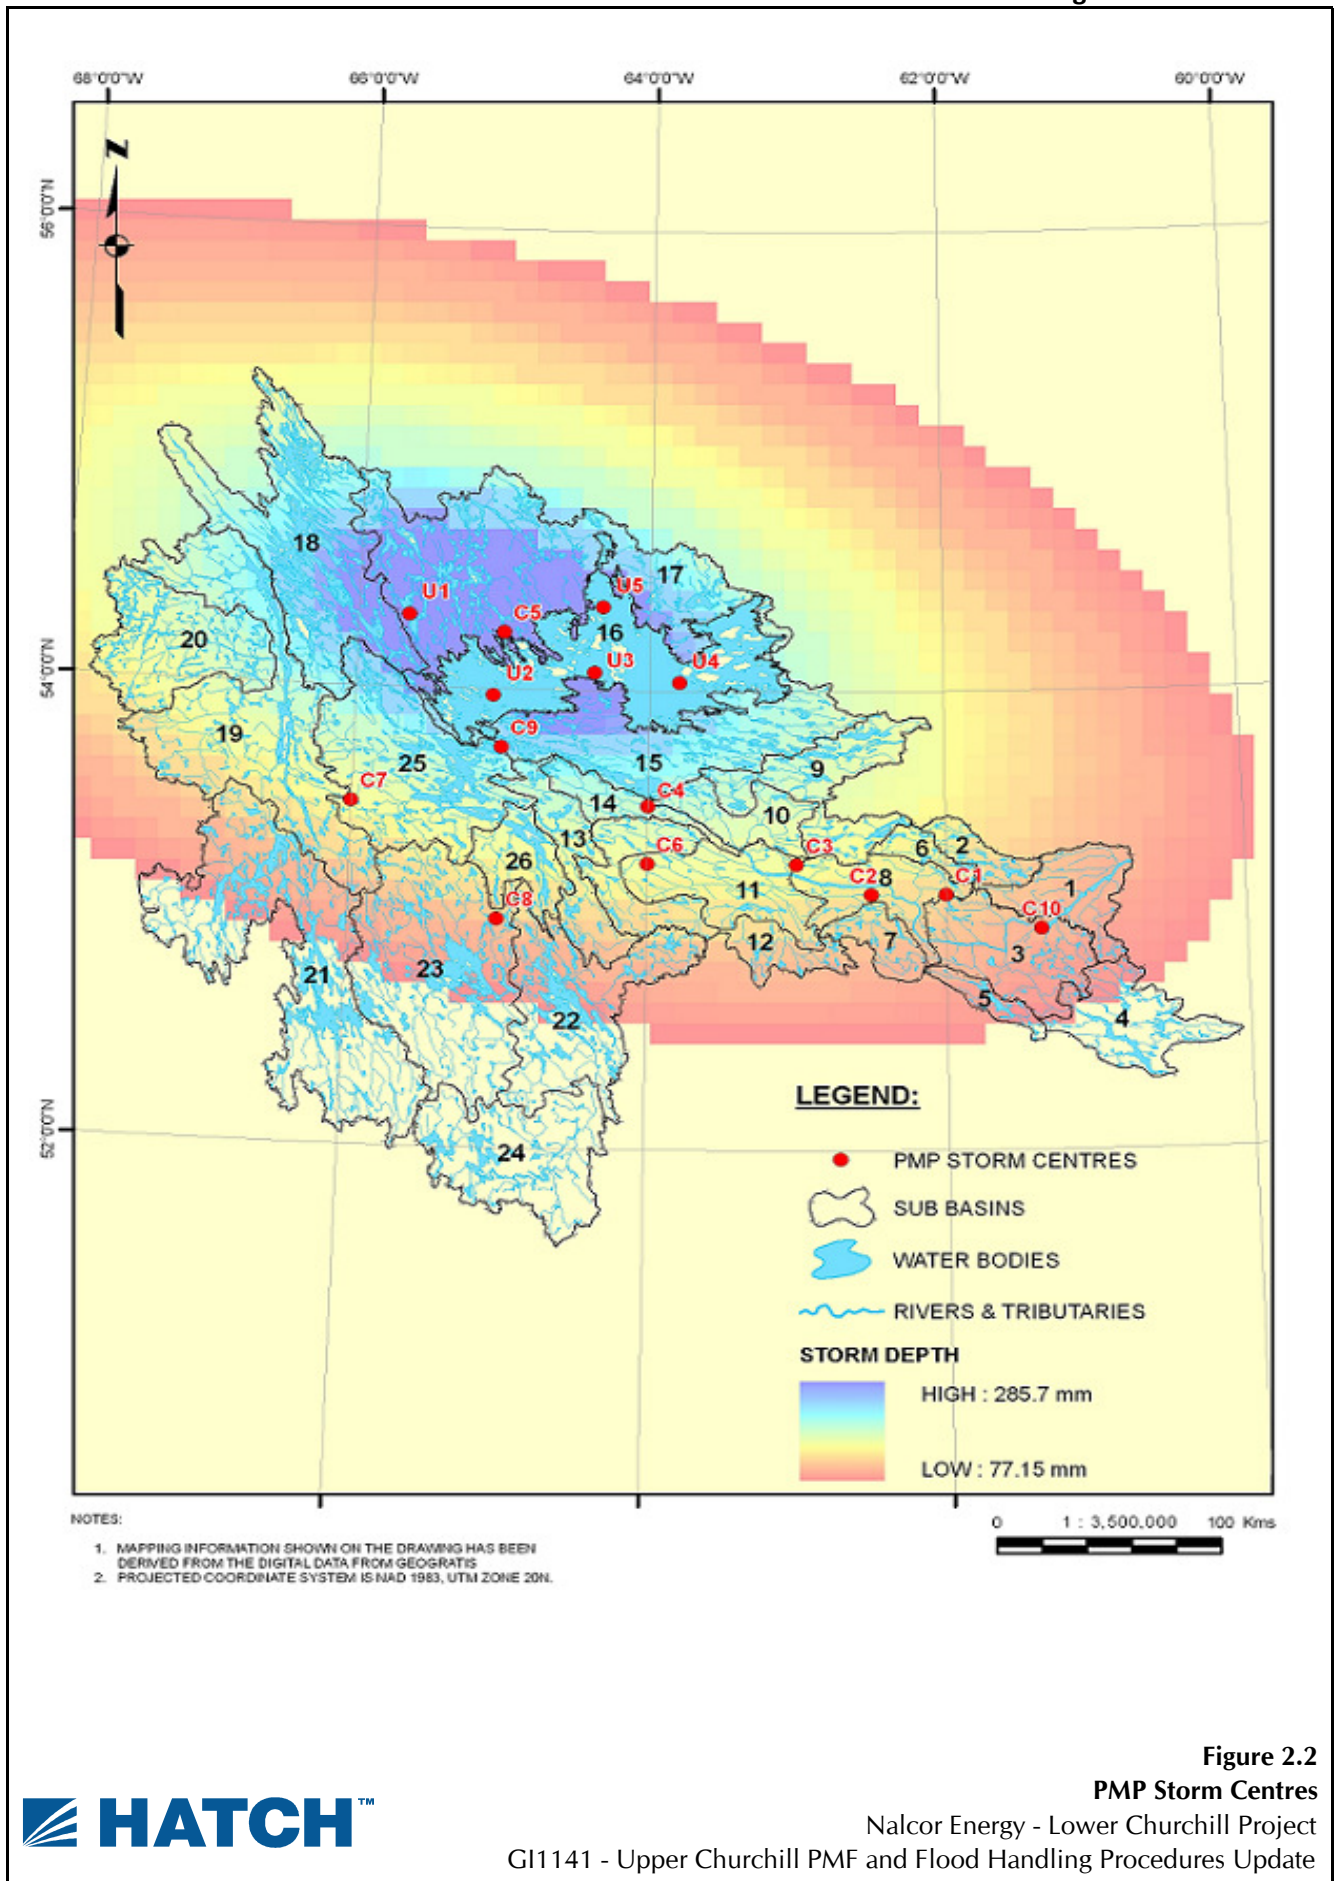 68°0'0"W 66°0'0"W 64°0'0"W 62°0'0"W 60°0'0"W
56°0'0"N
54°0'0"N
52°0'0"N
N
18
17
U1
U5
C5
16
20
U3
U4
U2
19
C9
25
15
9
C7
C4
14
10
13
6
2
C6
C3
26
C2
8
C1
1
11
C8
C10
12
7
3
23
21
5
22
4
24
LEGEND:
PMP STORM CENTRES
SUB BASINS
WATER BODIES
RIVERS & TRIBUTARIES
STORM DEPTH
HIGH : 285.7 mm
LOW : 77.15 mm
NOTES:
1. MAPPING INFORMATION SHOWN ON THE DRAWING HAS BEEN
DERIVED FROM THE DIGITAL DATA FROM GEOGRATIS
2. PROJECTED COORDINATE SYSTEM IS NAD 1983, UTM ZONE 20N.
0 1 : 3,500,000 100 Kms
Figure 2.2
PMP Storm Centres
Nalcor Energy - Lower Churchill Project
GI1141 - Upper Churchill PMF and Flood Handling Procedures Update
HATCH™